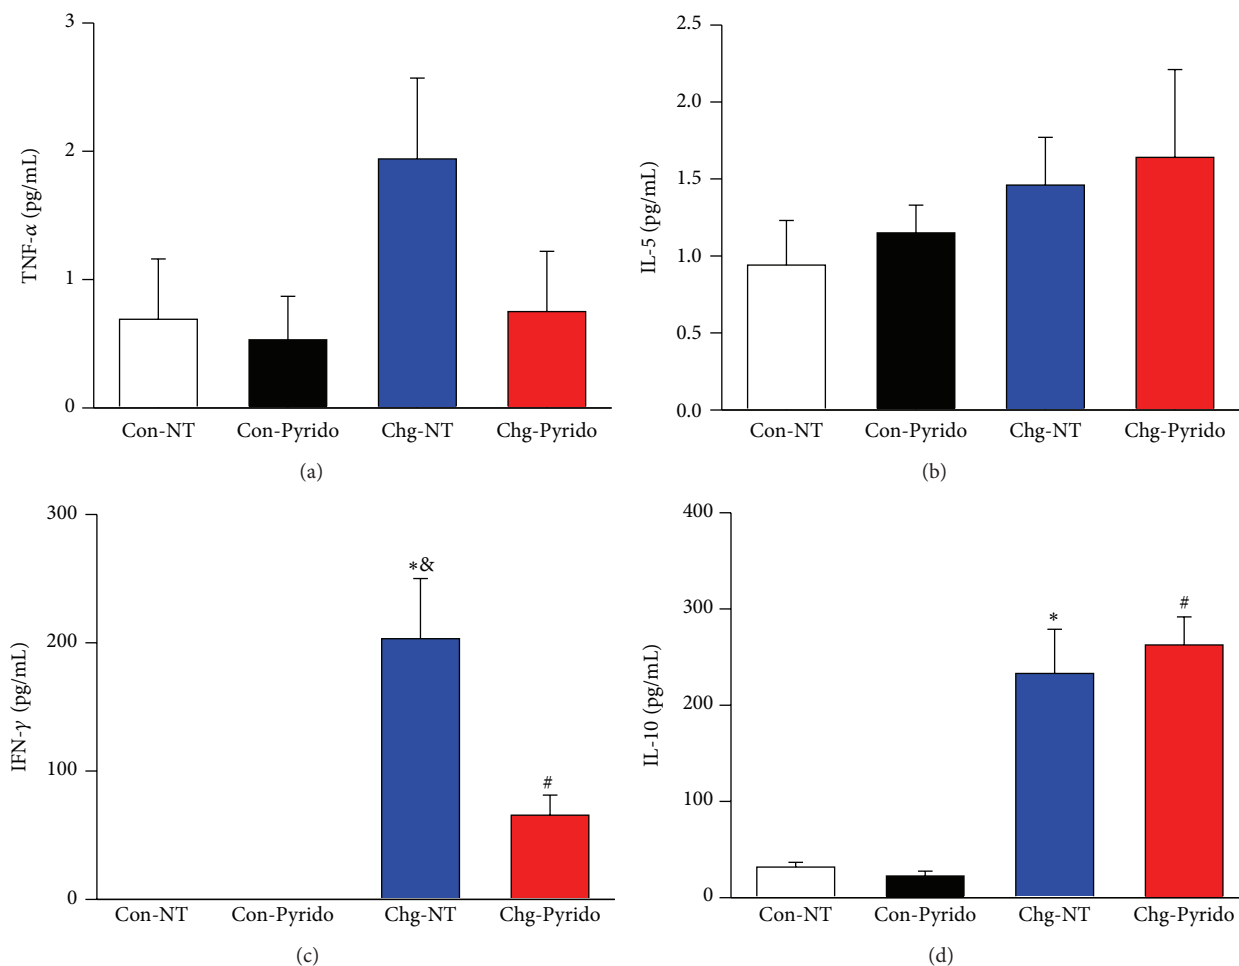 3
2
1
0
TNF-α (pg/mL)
Con-NT Con-Pyrido Chg-NT Chg-Pyrido
(a)
2.5
2.0
1.5
1.0
0.5
0.0
IL-5 (pg/mL)
Con-NT Con-Pyrido Chg-NT Chg-Pyrido
(b)
300
200
100
0
IFN-γ (pg/mL)
*&
#
Con-NT Con-Pyrido Chg-NT Chg-Pyrido
(c)
400
300
200
100
0
IL-10 (pg/mL)
*
#
Con-NT Con-Pyrido Chg-NT Chg-Pyrido
(d)